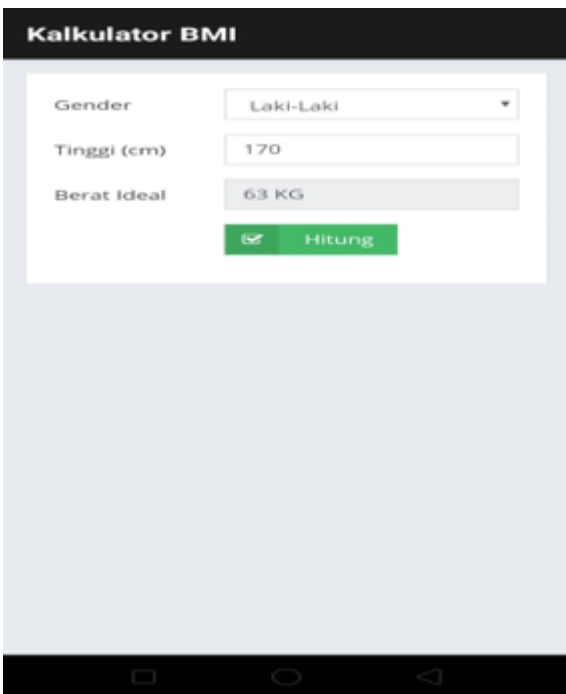 Kalkulator BMI
Gender Laki-Laki
Tinggi (cm) 170
Berat Ideal 63 KG
Hitung